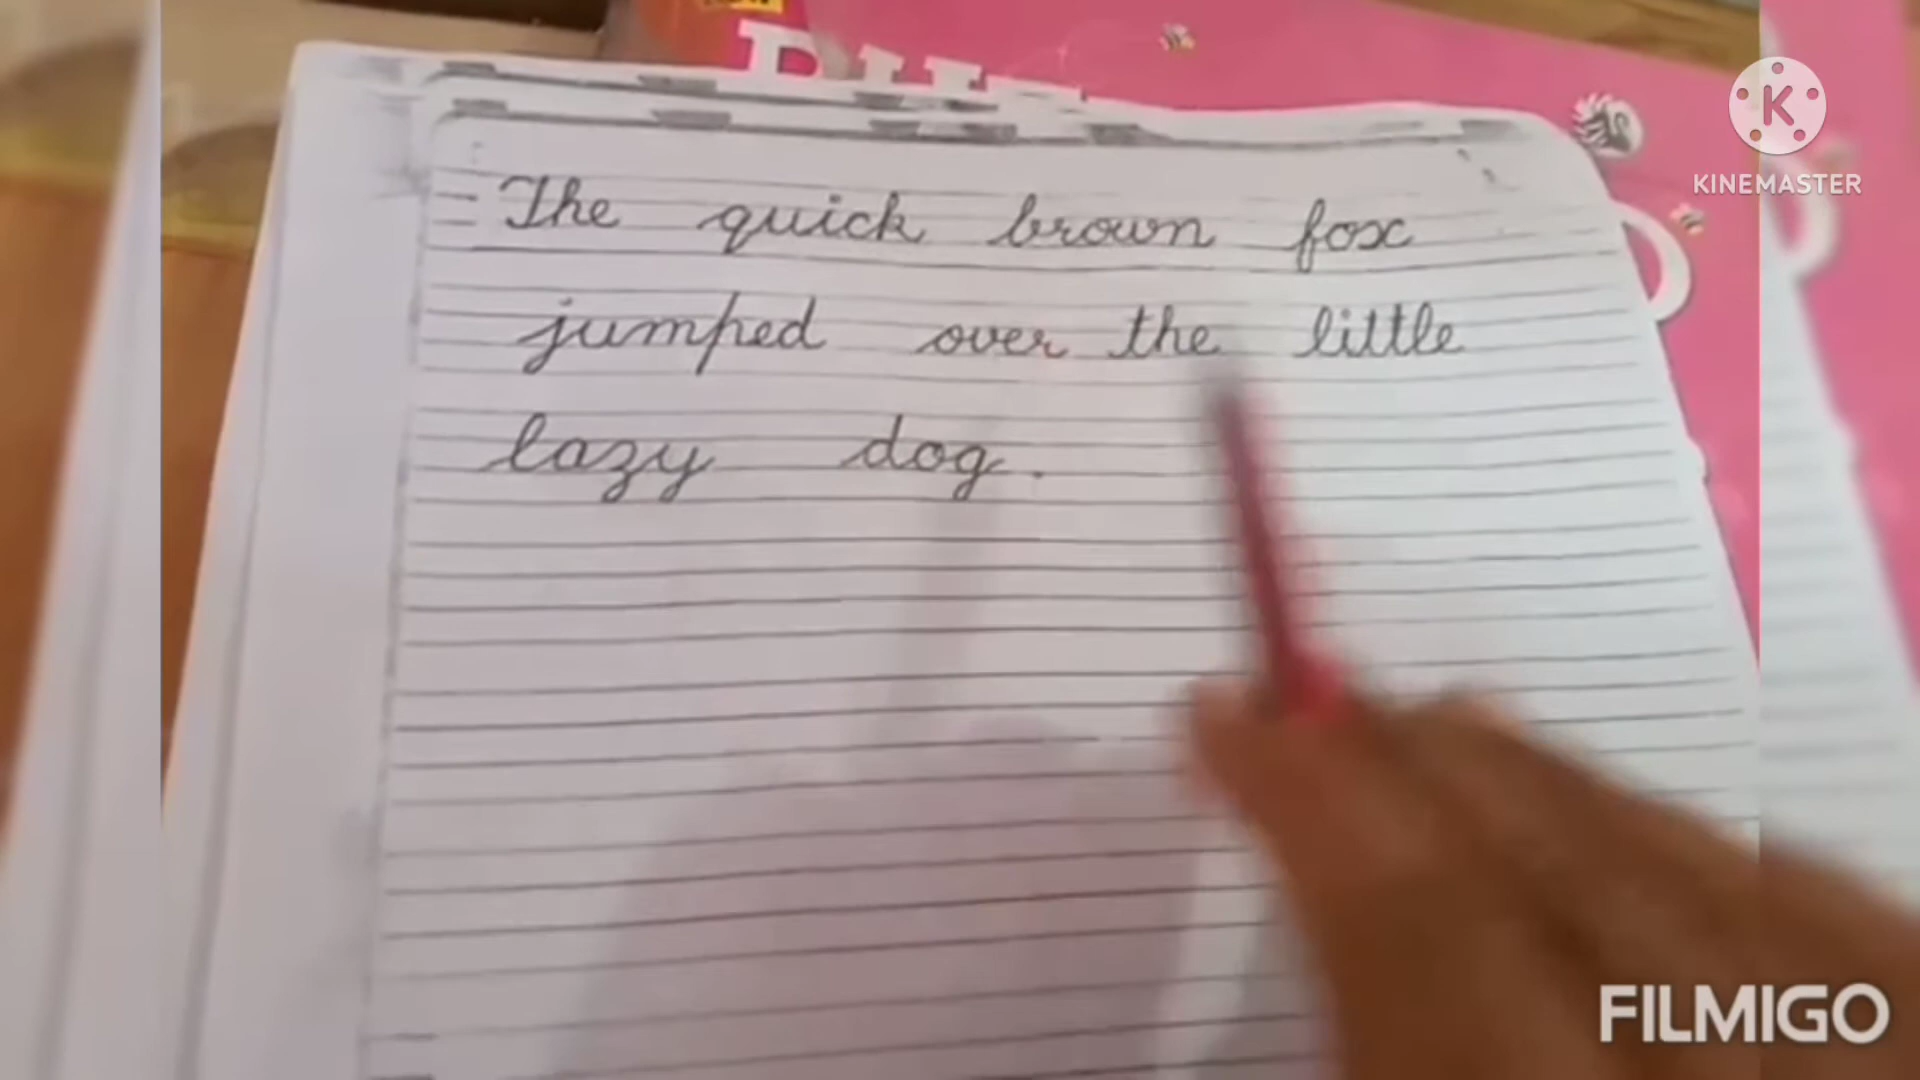 KINEMASTER
The quick brown fox
jumped over the little
lazy dog.
FILMIGO